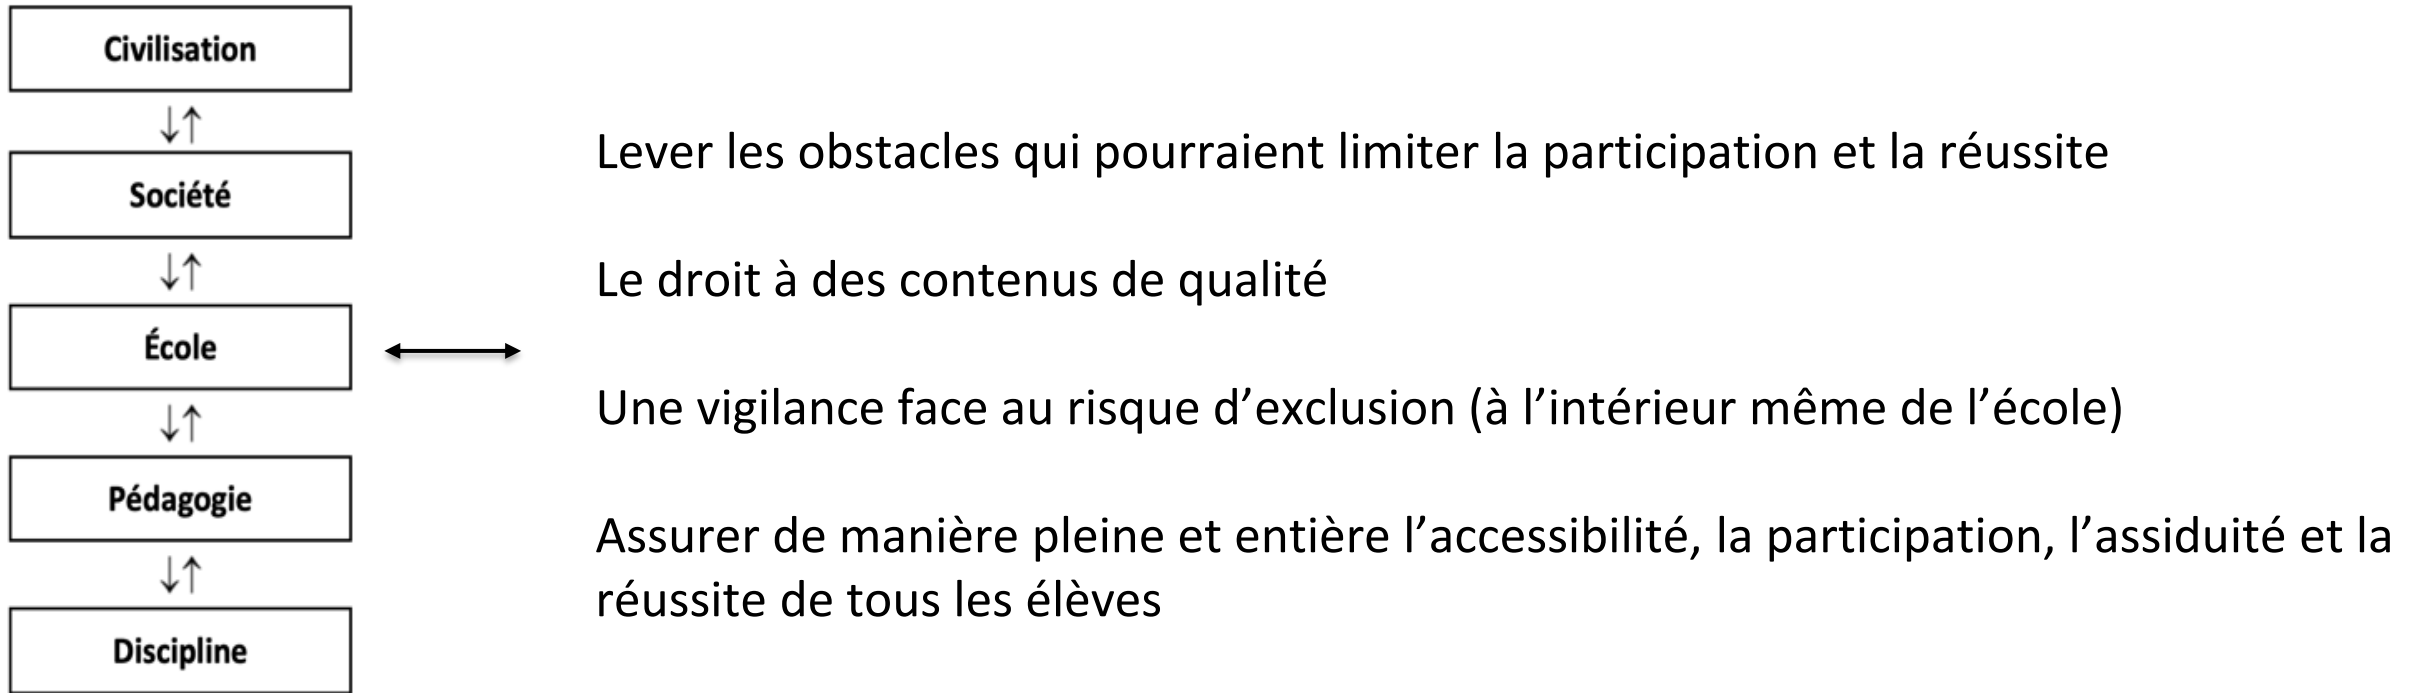 Civilisation
↓↑
Société
↓↑
École
↓↑
Pédagogie
↓↑
Discipline
Lever les obstacles qui pourraient limiter la participation et la réussite
Le droit à des contenus de qualité
Une vigilance face au risque d’exclusion (à l’intérieur même de l’école)
Assurer de manière pleine et entière l’accessibilité, la participation, l’assiduité et la
réussite de tous les élèves